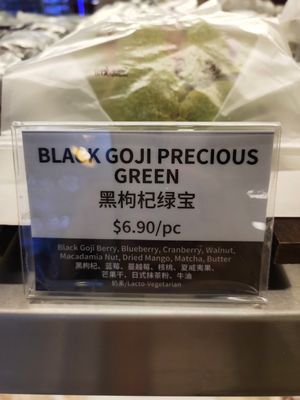 BLACK GOJI PRECIOUS
GREEN
黑枸杞绿宝
$6.90/pc
Black Goji Berry, Blueberry, Cranberry, Walnut,
Macadamia Nut, Dried Mango, Matcha, Butter
黑枸杞、蓝莓、蔓越莓、核桃、夏威夷果、
芒果干、日式抹茶粉、牛油
奶素/Lacto-Vegetarian